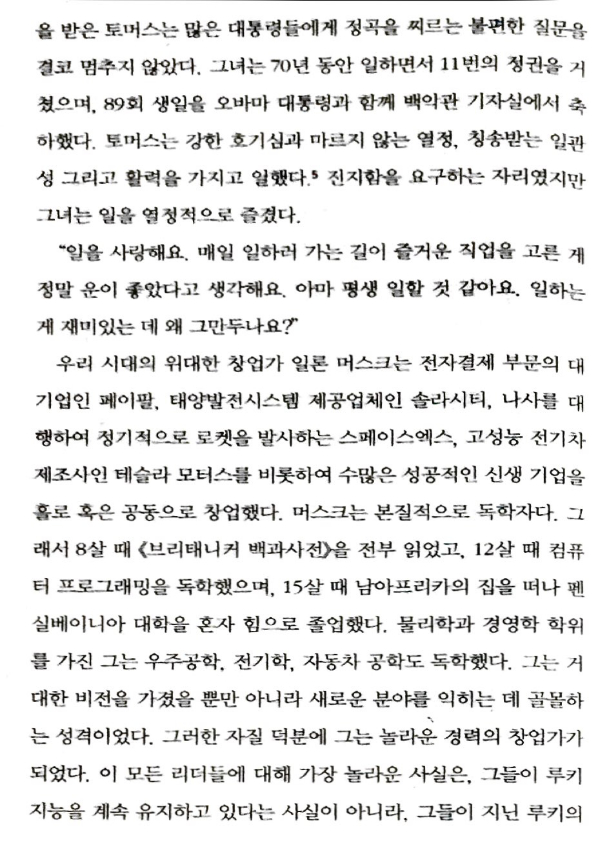 을 받은 토머스는 많은 대통령들에게 정곡을 찌르는 불편한 질문을
결코 멈추지 않았다. 그녀는 70년 동안 일하면서 11번의 정권을 거
쳤으며, 89회 생일을 오바마 대통령과 함께 백악관 기자실에서 축
하했다. 토머스는 강한 호기심과 마르지 않는 열정, 칭송받는 일관
성 그리고 활력을 가지고 일했다.⁵ 진지함을 요구하는 자리였지만
그녀는 일을 열정적으로 즐겼다.
"일을 사랑해요. 매일 일하러 가는 길이 즐거운 직업을 고른 게
정말 운이 좋았다고 생각해요. 아마 평생 일할 것 같아요. 일하는
게 재미있는 데 왜 그만두나요?"
우리 시대의 위대한 창업가 일론 머스크는 전자결제 부문의 대
기업인 페이팔, 태양발전시스템 제공업체인 솔라시티, 나사를 대
행하여 정기적으로 로켓을 발사하는 스페이스엑스, 고성능 전기차
제조사인 테슬라 모터스를 비롯하여 수많은 성공적인 신생 기업을
홀로 혹은 공동으로 창업했다. 머스크는 본질적으로 독학자다. 그
래서 8살 때 《브리태니커 백과사전》을 전부 읽었고, 12살 때 컴퓨
터 프로그래밍을 독학했으며, 15살 때 남아프리카의 집을 떠나 펜
실베이니아 대학을 혼자 힘으로 졸업했다. 물리학과 경영학 학위
를 가진 그는 우주공학, 전기학, 자동차 공학도 독학했다. 그는 거
대한 비전을 가졌을 뿐만 아니라 새로운 분야를 익히는 데 골몰하
는 성격이었다. 그러한 자질 덕분에 그는 놀라운 경력의 창업가가
되었다. 이 모든 리더들에 대해 가장 놀라운 사실은, 그들이 루키
지능을 계속 유지하고 있다는 사실이 아니라, 그들이 지닌 루키의